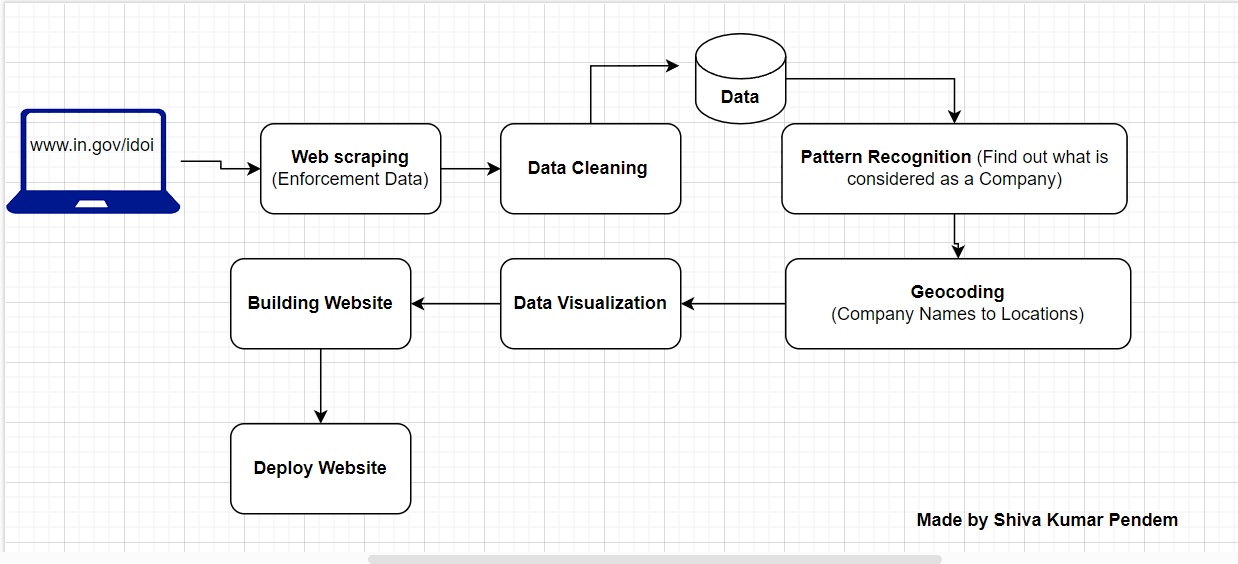 www.in.gov/idoi
Web scraping
(Enforcement Data)
Data Cleaning
Data
Pattern Recognition (Find out what is
considered as a Company)
Geocoding
(Company Names to Locations)
Data Visualization
Building Website
Deploy Website
Made by Shiva Kumar Pendem